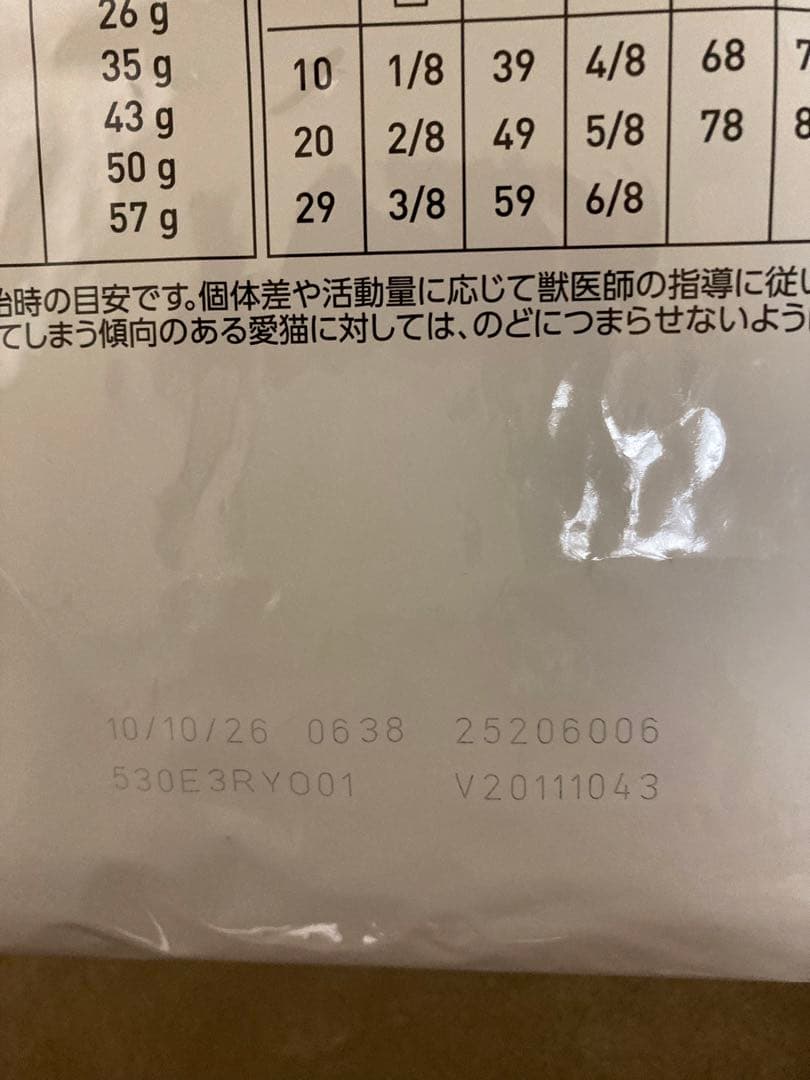 26 g
35 g
43 g
50 g
57 g
10 1/8 39 4/8 68
20 2/8 49 5/8 78
29 3/8 59 6/8
時の目安です。個体差や活動量に応じて獣医師の指導に従い
てしまう傾向のある愛猫に対しては、のどにつまらせないよう
10/10/26 0638 25206006
530E3RYO01 V20111043